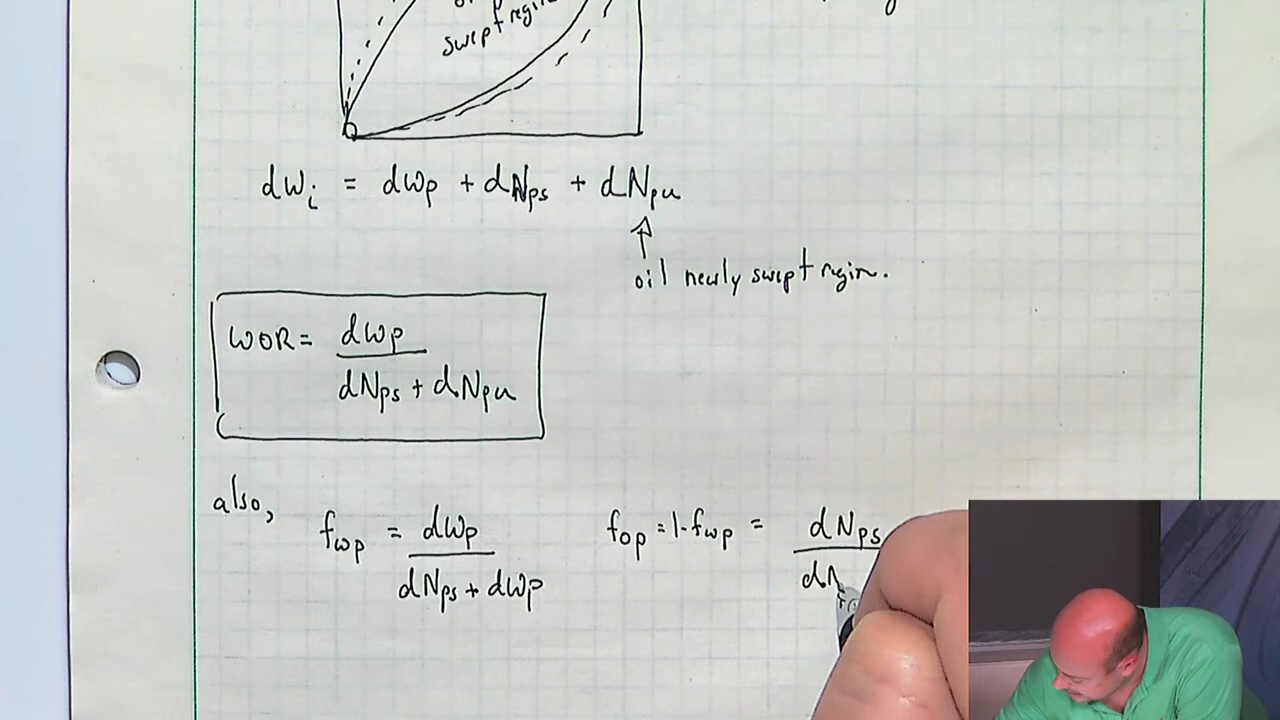 swept region
dWi = dWp + dNps + dNpu
oil newly swept region.
WOR = dWp / dNps + dNpu
also,
fwp = dWp / dNps + dWp fop = 1 - fwp = dNps / dN